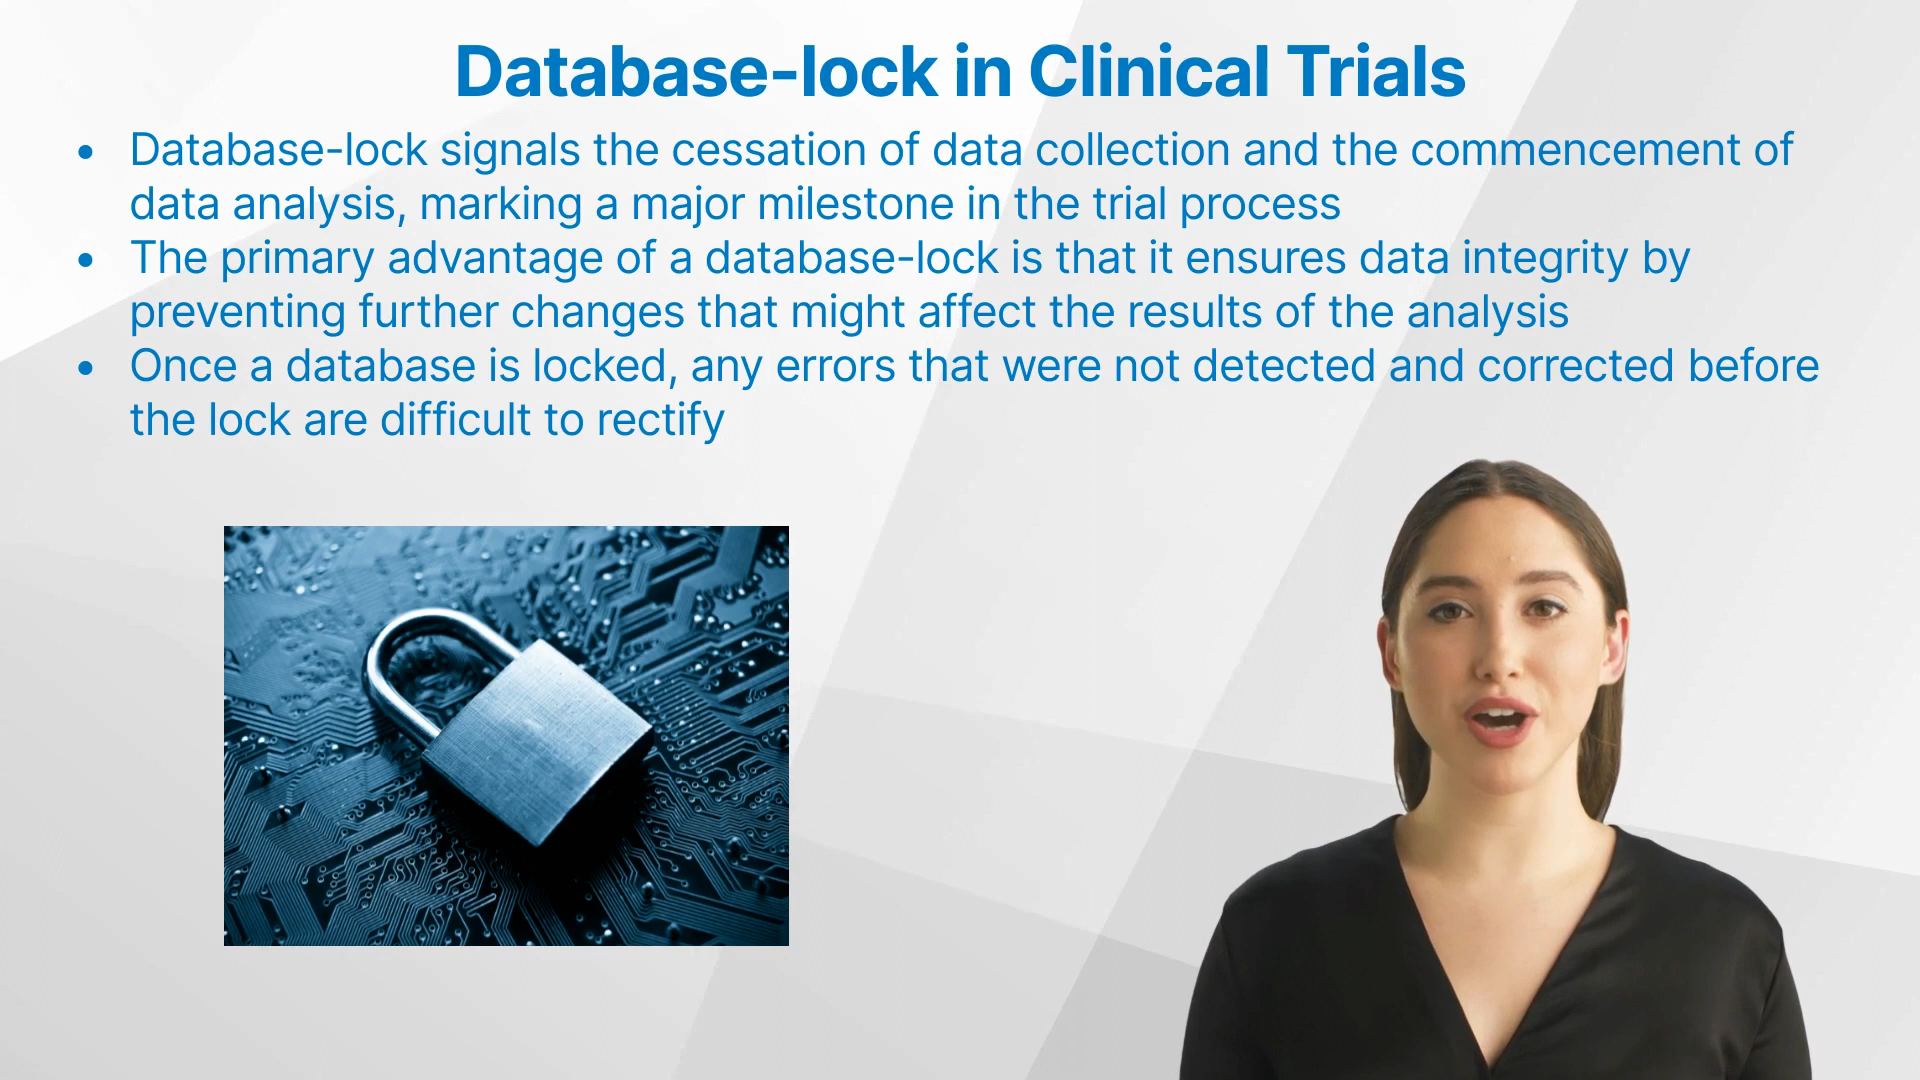 Database-lock in Clinical Trials
• Database-lock signals the cessation of data collection and the commencement of
data analysis, marking a major milestone in the trial process
• The primary advantage of a database-lock is that it ensures data integrity by
preventing further changes that might affect the results of the analysis
• Once a database is locked, any errors that were not detected and corrected before
the lock are difficult to rectify